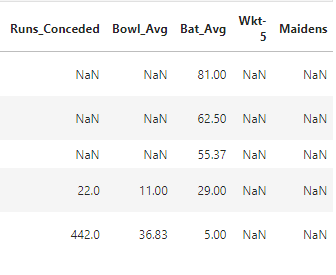 Runs_Conceded Bowl_Avg Bat_Avg Wkt-5 Maidens
NaN NaN 81.00 NaN NaN
NaN NaN 62.50 NaN NaN
NaN NaN 55.37 NaN NaN
22.0 11.00 29.00 NaN NaN
442.0 36.83 5.00 NaN NaN